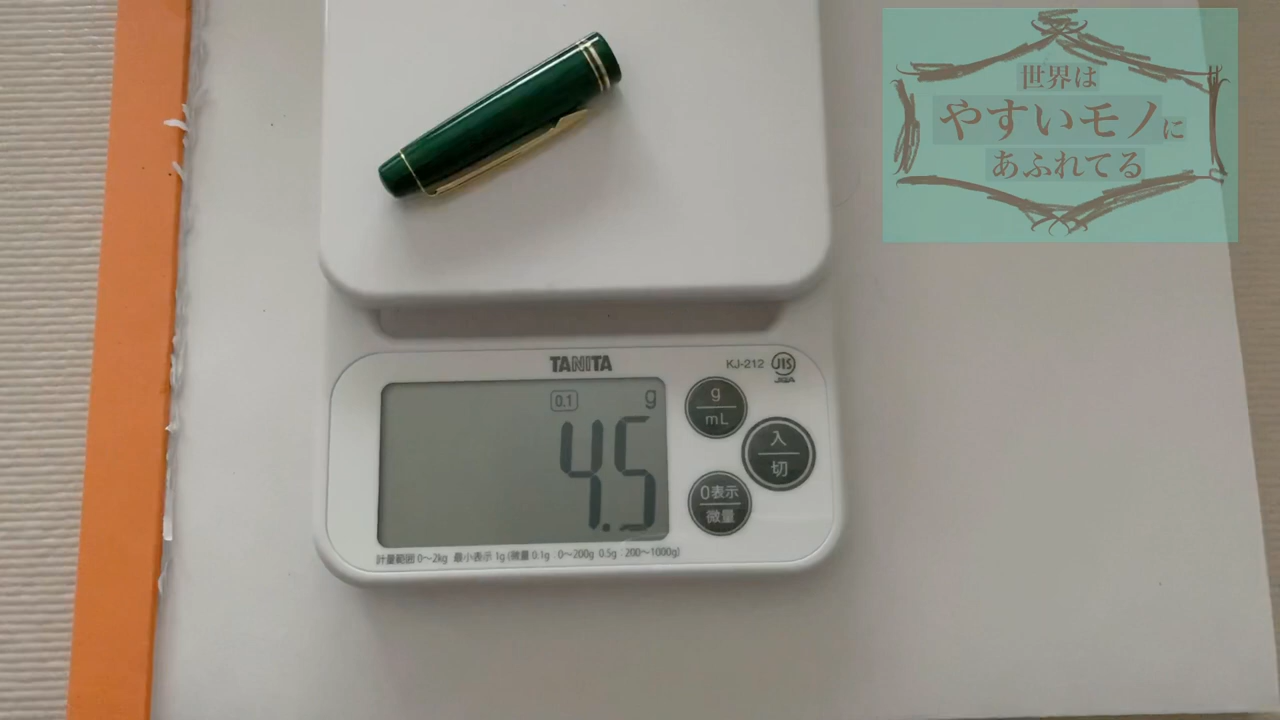 世界は
やすいモノに
あふれてる
TANITA
KJ-212 JIS
JQA
0.1 g
4.5
g
mL
入
切
0表示
微量
計量範囲 0～2kg 最小表示 1g (微量 0.1g : 0～200g 0.5g : 200～1000g)